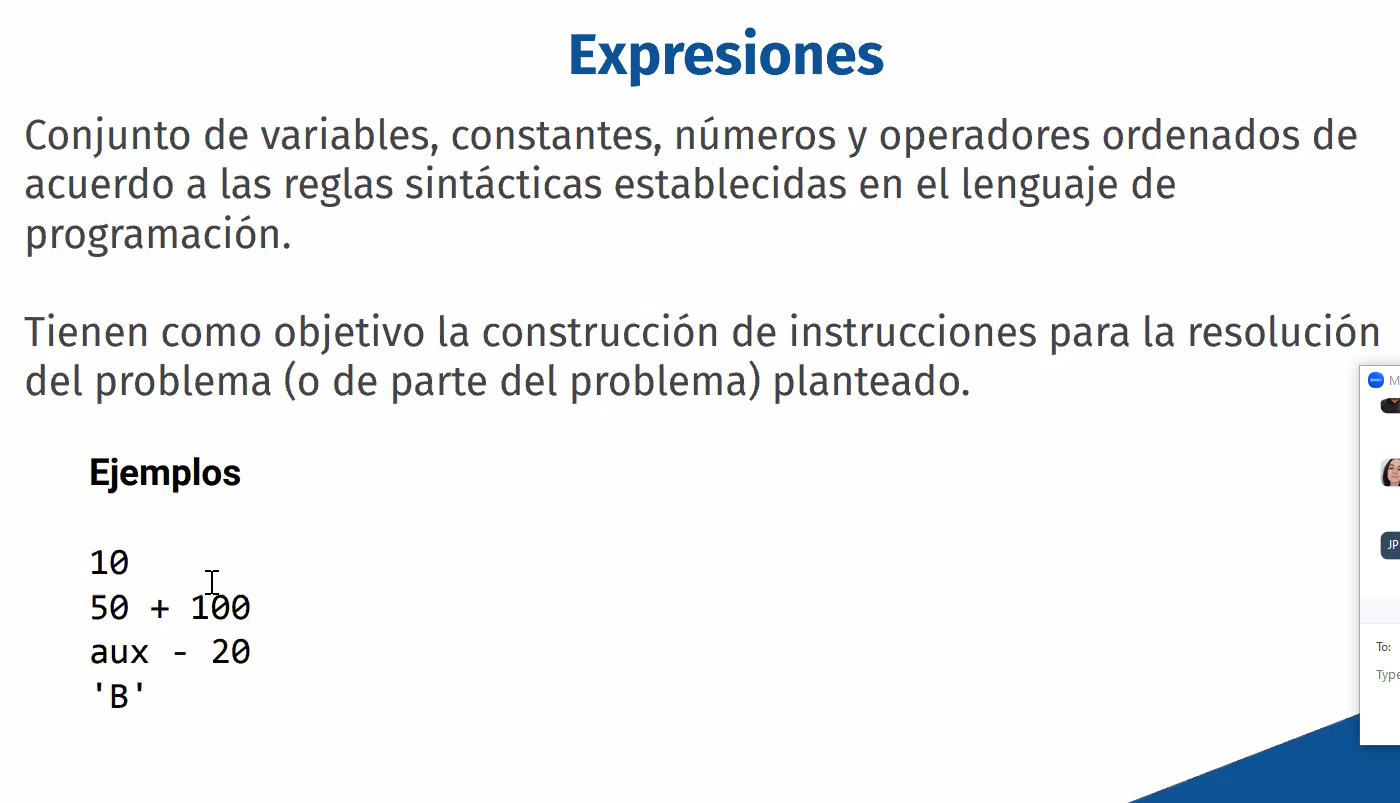 Expresiones
Conjunto de variables, constantes, números y operadores ordenados de
acuerdo a las reglas sintácticas establecidas en el lenguaje de
programación.
Tienen como objetivo la construcción de instrucciones para la resolución
del problema (o de parte del problema) planteado.
Ejemplos
10
50 + 100
aux - 20
'B'
M
JP
To:
Type